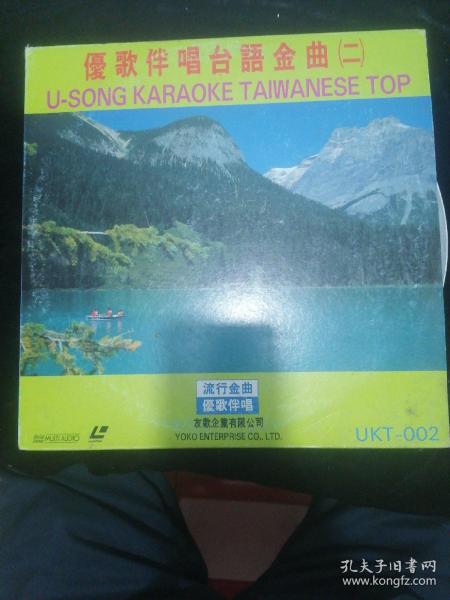 優歌伴唱台語金曲(二)
U-SONG KARAOKE TAIWANESE TOP
流行金曲
優歌伴唱
友歌企業有限公司
YOKO ENTERPRISE CO., LTD.
MULTI AUDIO
UKT-002
孔夫子旧书网
www.kongfz.com